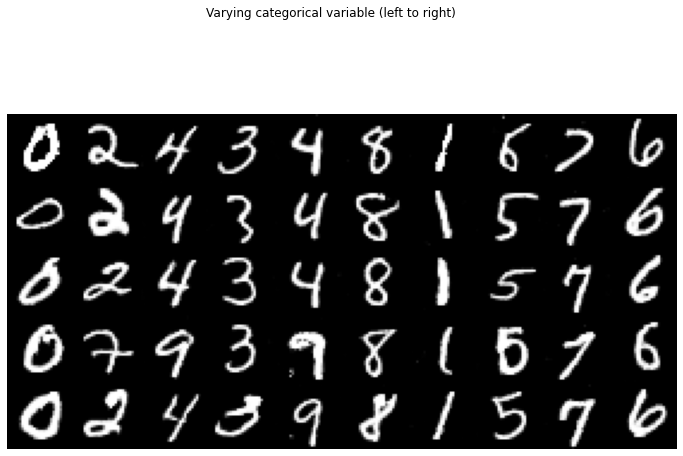 Varying categorical variable (left to right)
0 2 4 3 4 8 1 6 7 6
0 2 4 3 4 8 1 5 7 6
0 2 4 3 4 8 1 5 7 6
0 7 9 3 9 8 1 5 7 6
0 2 4 3 9 8 1 5 7 6